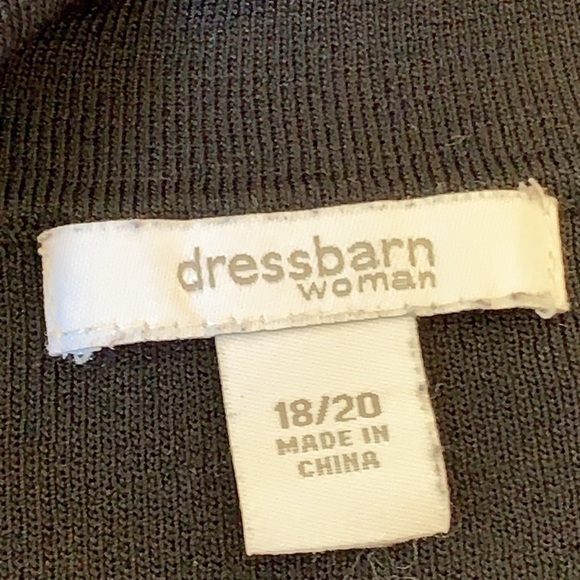 dressbarn
woman
18/20
MADE IN
CHINA